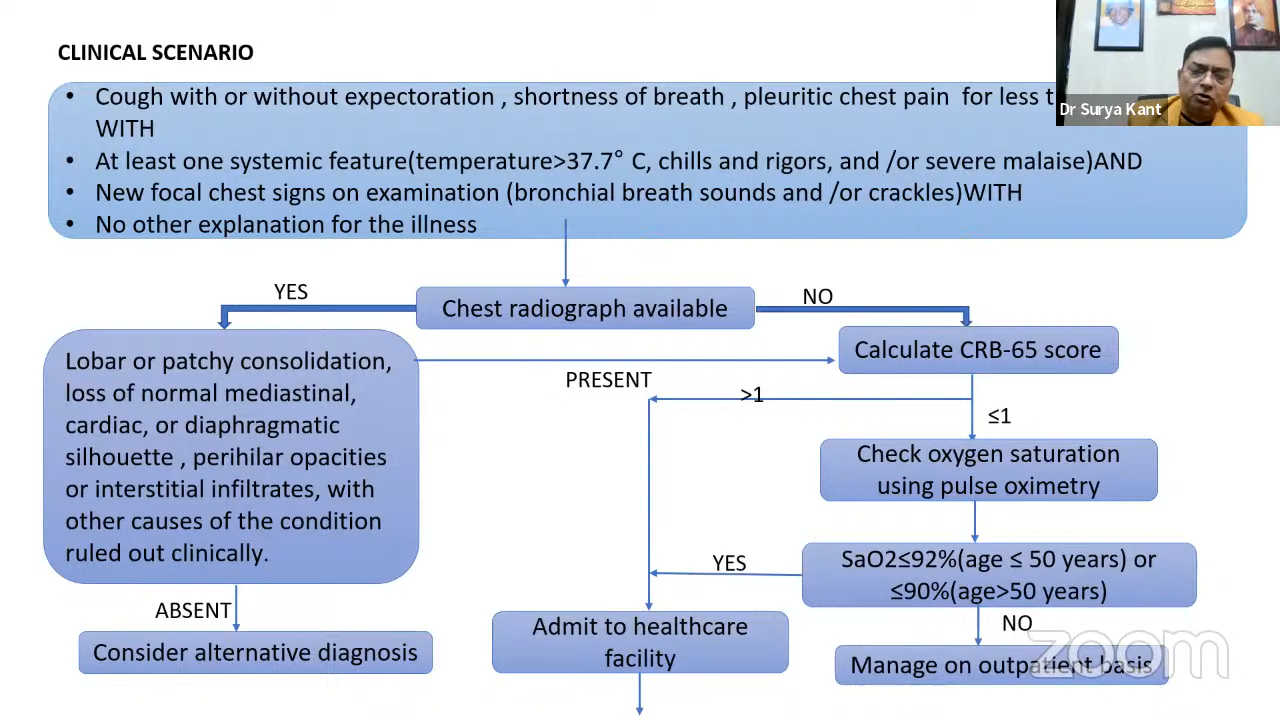 CLINICAL SCENARIO
• Cough with or without expectoration , shortness of breath , pleuritic chest pain for less
WITH
• At least one systemic feature(temperature>37.7° C, chills and rigors, and /or severe malaise)AND
• New focal chest signs on examination (bronchial breath sounds and /or crackles)WITH
• No other explanation for the illness
Dr Surya Kant
YES
Chest radiograph available
NO
Lobar or patchy consolidation,
loss of normal mediastinal,
cardiac, or diaphragmatic
silhouette , perihilar opacities
or interstitial infiltrates, with
other causes of the condition
ruled out clinically.
PRESENT
Calculate CRB-65 score
>1
≤1
Check oxygen saturation
using pulse oximetry
YES
SaO2≤92%(age ≤ 50 years) or
≤90%(age>50 years)
ABSENT
Consider alternative diagnosis
Admit to healthcare
facility
NO
Manage on outpatient basis
zoom